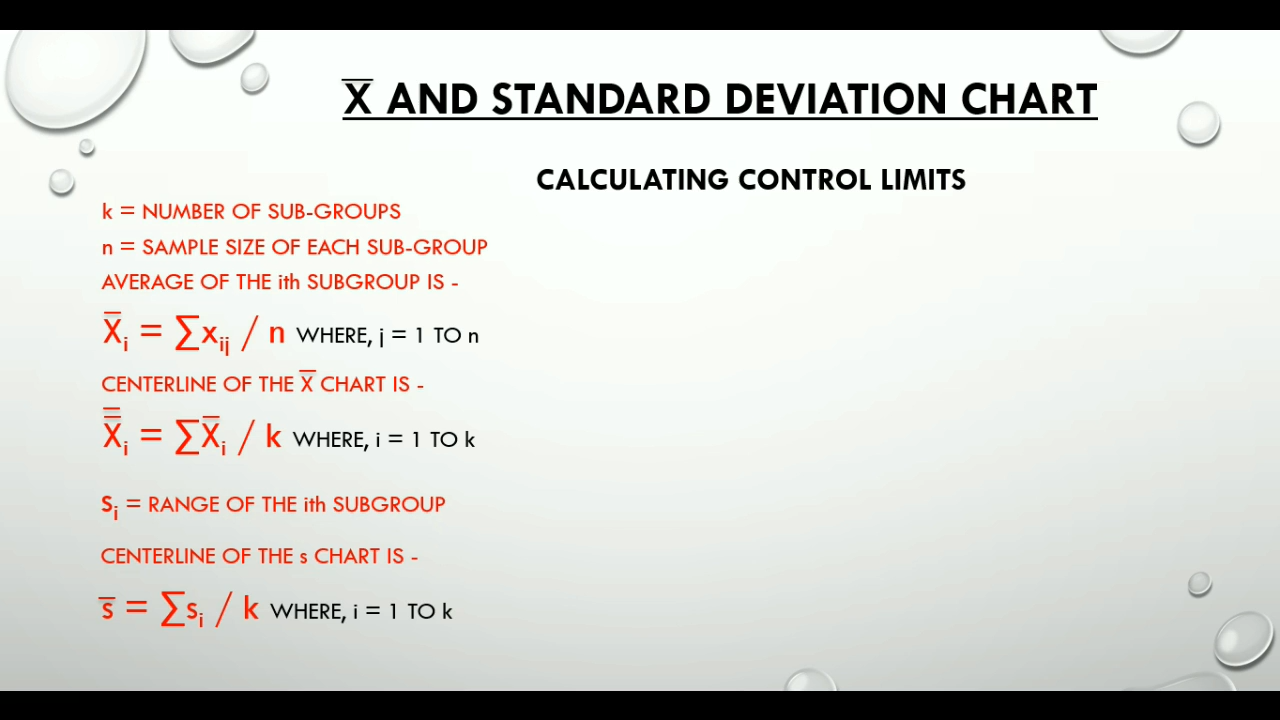 X̅ AND STANDARD DEVIATION CHART
CALCULATING CONTROL LIMITS
k = NUMBER OF SUB-GROUPS
n = SAMPLE SIZE OF EACH SUB-GROUP
AVERAGE OF THE ith SUBGROUP IS -
X̅ᵢ = ∑xᵢⱼ / n WHERE, j = 1 TO n
CENTERLINE OF THE X̅ CHART IS -
X̿ᵢ = ∑X̅ᵢ / k WHERE, i = 1 TO k
sᵢ = RANGE OF THE ith SUBGROUP
CENTERLINE OF THE s CHART IS -
s̅ = ∑sᵢ / k WHERE, i = 1 TO k